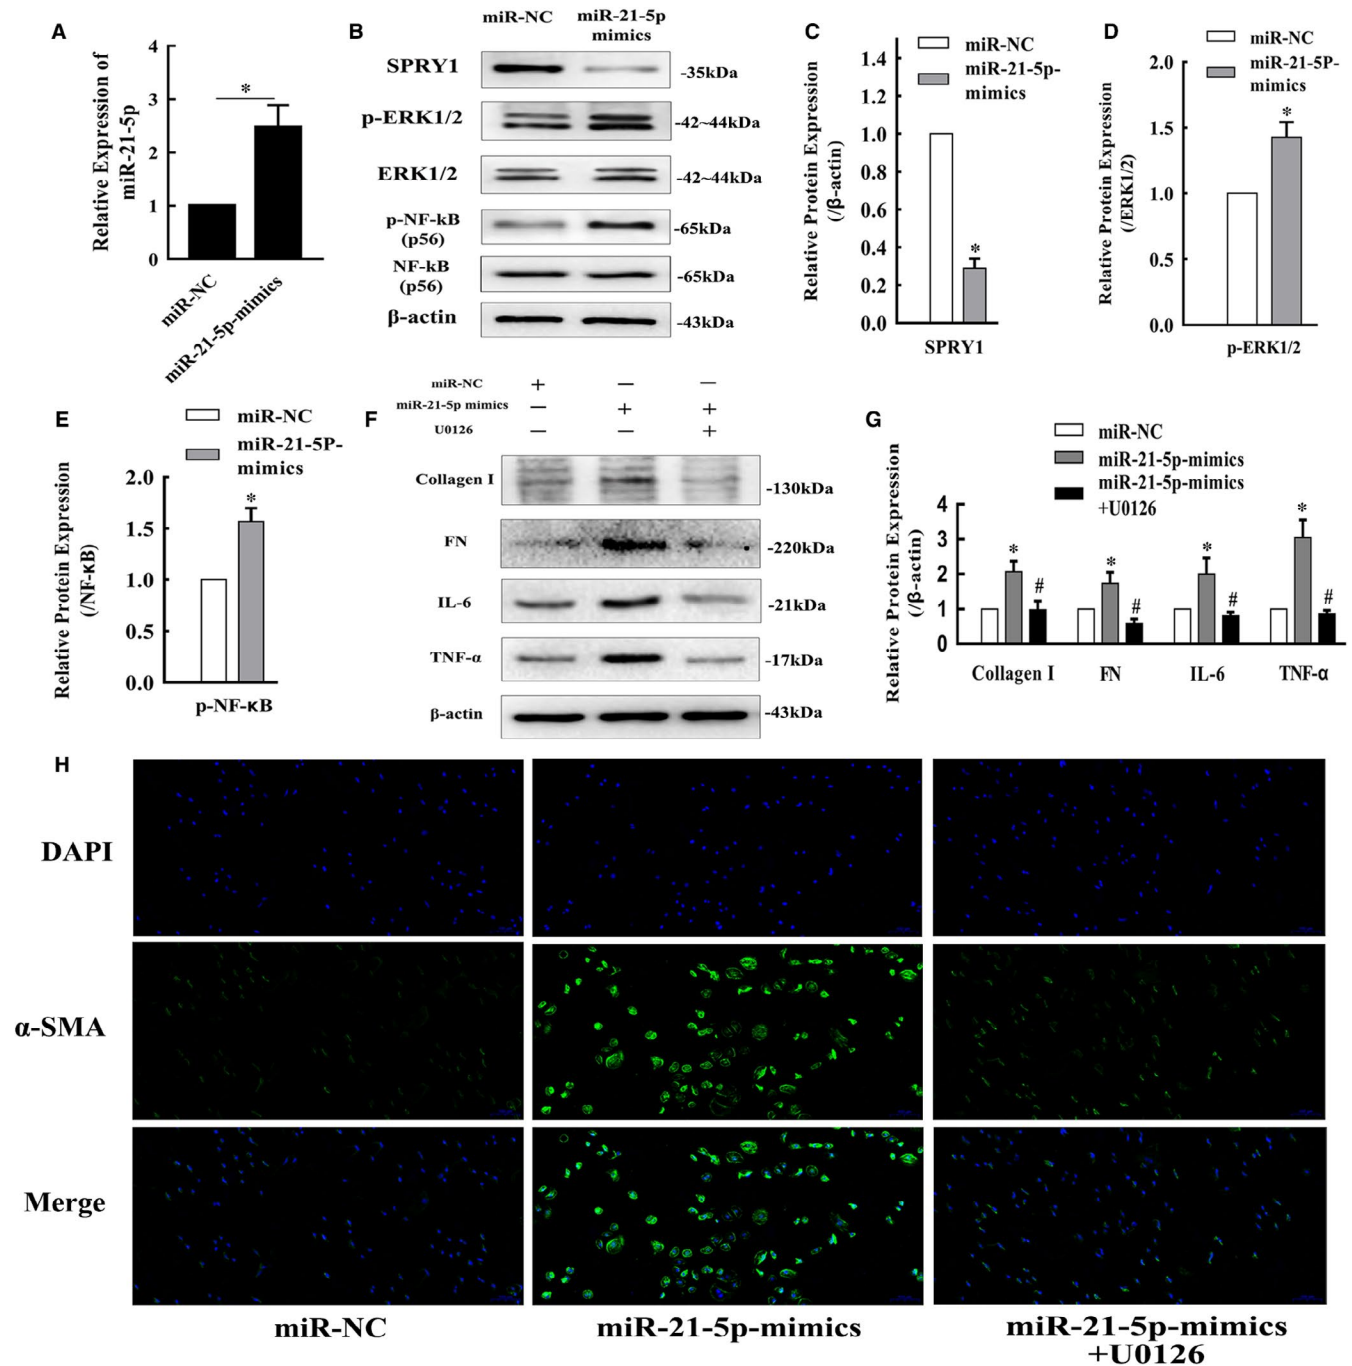 A
Relative Expression of
miR-21-5p
4
3
2
1
0
*
miR-NC
miR-21-5p-mimics
B
miR-NC
miR-21-5p
mimics
SPRY1
-35kDa
p-ERK1/2
-42~44kDa
ERK1/2
-42~44kDa
p-NF-kB
(p56)
-65kDa
NF-kB
(p56)
-65kDa
β-actin
-43kDa
C
miR-NC
miR-21-5p-
mimics
Relative Protein Expression
(/β-actin)
1.4
1.2
1.0
0.8
0.6
0.4
0.2
0.0
*
SPRY1
D
miR-NC
miR-21-5P-
mimics
Relative Protein Expression
(/ERK1/2)
2.0
1.5
1.0
0.5
0.0
*
p-ERK1/2
E
miR-NC
miR-21-5P-
mimics
Relative Protein Expression
(/NF-κB)
2.0
1.5
1.0
0.5
0.0
*
p-NF-κB
F
miR-NC + — —
miR-21-5p mimics — + +
U0126 — — +
Collagen I
-130kDa
FN
-220kDa
IL-6
-21kDa
TNF-α
-17kDa
β-actin
-43kDa
G
miR-NC
miR-21-5p-mimics
miR-21-5p-mimics
+U0126
Relative Protein Expression
(/β-actin)
4
3
2
1
0
* # * # * # * #
Collagen I FN IL-6 TNF-α
H
DAPI
α-SMA
Merge
miR-NC
miR-21-5p-mimics
miR-21-5p-mimics
+U0126